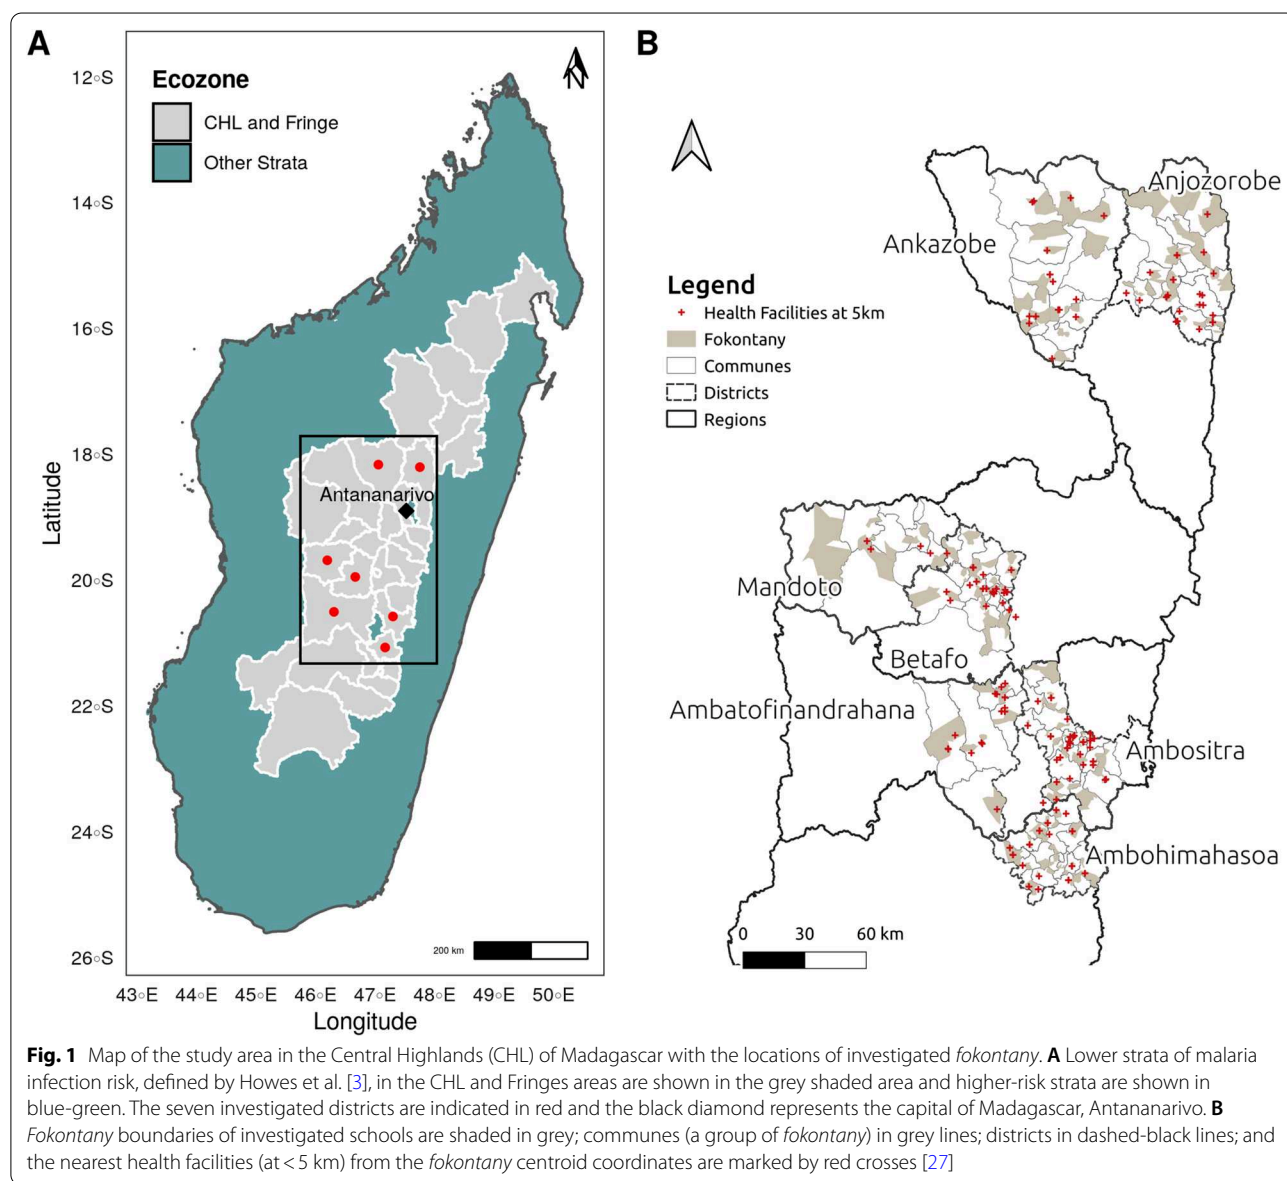 A
B
Ecozone
CHL and Fringe
Other Strata
N
12°S
14°S
16°S
18°S
20°S
22°S
24°S
26°S
Latitude
Antananarivo
200 km
43°E 44°E 45°E 46°E 47°E 48°E 49°E 50°E
Longitude
Anjozorobe
Ankazobe
Legend
Health Facilities at 5km
Fokontany
Communes
Districts
Regions
Mandoto
Betafo
Ambatofinandrahana
Ambositra
Ambohimahasoa
0 30 60 km
Fig. 1 Map of the study area in the Central Highlands (CHL) of Madagascar with the locations of investigated fokontany. A Lower strata of malaria
infection risk, defined by Howes et al. [3], in the CHL and Fringes areas are shown in the grey shaded area and higher-risk strata are shown in
blue-green. The seven investigated districts are indicated in red and the black diamond represents the capital of Madagascar, Antananarivo. B
Fokontany boundaries of investigated schools are shaded in grey; communes (a group of fokontany) in grey lines; districts in dashed-black lines; and
the nearest health facilities (at < 5 km) from the fokontany centroid coordinates are marked by red crosses [27]